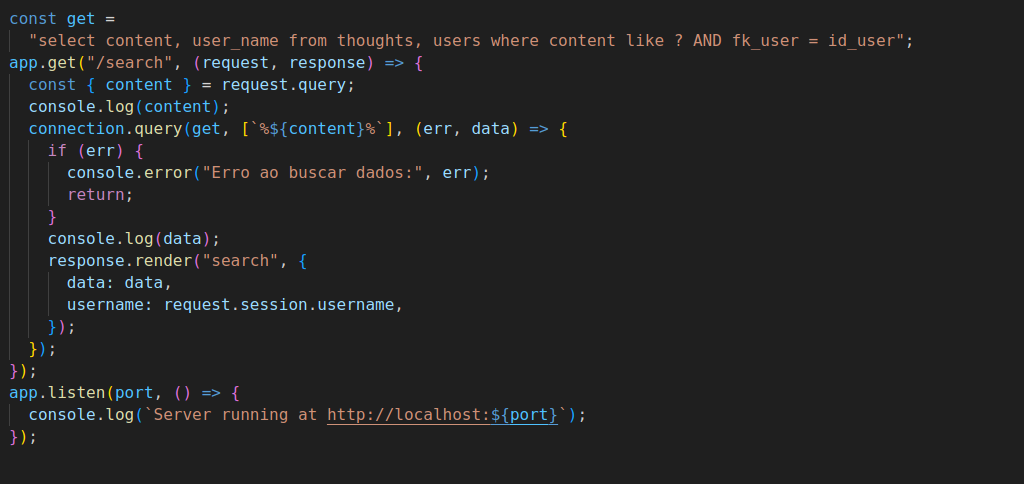 const get =
  "select content, user_name from thoughts, users where content like ? AND fk_user = id_user";
app.get("/search", (request, response) => {
  const { content } = request.query;
  console.log(content);
  connection.query(get, [`%${content}%`], (err, data) => {
    if (err) {
      console.error("Erro ao buscar dados:", err);
      return;
    }
    console.log(data);
    response.render("search", {
      data: data,
      username: request.session.username,
    });
  });
});
app.listen(port, () => {
  console.log(`Server running at http://localhost:${port}`);
});